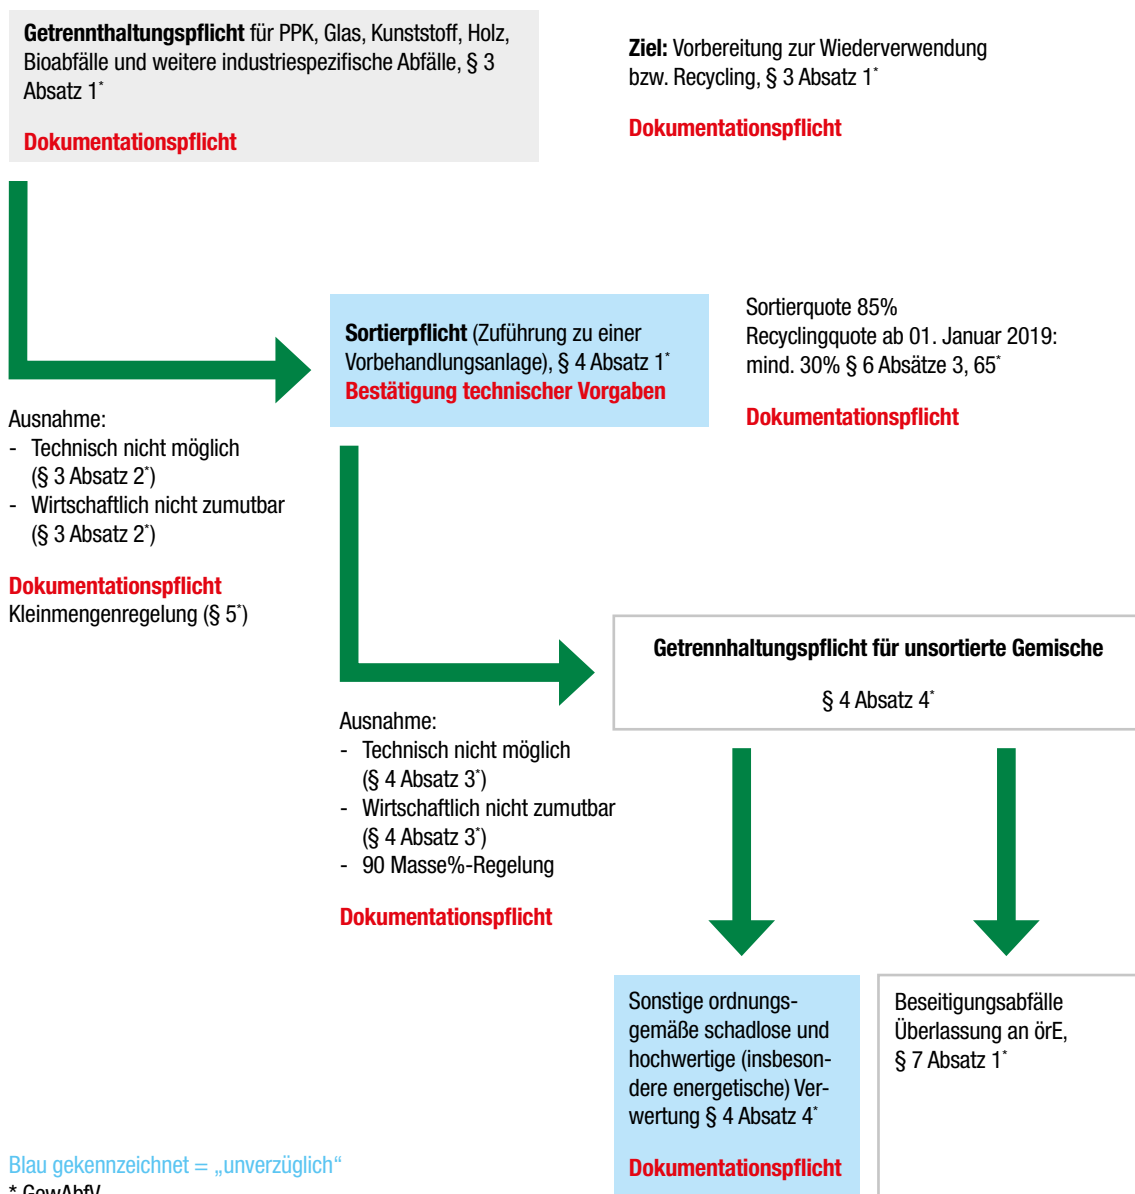 Getrennthaltungspflicht für PPK, Glas, Kunststoff, Holz,
Bioabfälle und weitere industriespezifische Abfälle, § 3
Absatz 1*
Dokumentationspflicht
Ziel: Vorbereitung zur Wiederverwendung
bzw. Recycling, § 3 Absatz 1*
Dokumentationspflicht
Sortierpflicht (Zuführung zu einer
Vorbehandlungsanlage), § 4 Absatz 1*
Bestätigung technischer Vorgaben
Sortierquote 85%
Recyclingquote ab 01. Januar 2019:
mind. 30% § 6 Absätze 3, 65*
Dokumentationspflicht
Ausnahme:
- Technisch nicht möglich
(§ 3 Absatz 2*)
- Wirtschaftlich nicht zumutbar
(§ 3 Absatz 2*)
Dokumentationspflicht
Kleinmengenregelung (§ 5*)
Getrennhaltungspflicht für unsortierte Gemische
§ 4 Absatz 4*
Ausnahme:
- Technisch nicht möglich
(§ 4 Absatz 3*)
- Wirtschaftlich nicht zumutbar
(§ 4 Absatz 3*)
- 90 Masse%-Regelung
Dokumentationspflicht
Sonstige ordnungs-
gemäße schadlose und
hochwertige (insbeson-
dere energetische) Ver-
wertung § 4 Absatz 4*
Dokumentationspflicht
Beseitigungsabfälle
Überlassung an örE,
§ 7 Absatz 1*
Blau gekennzeichnet = „unverzüglich“
* GewAbfV